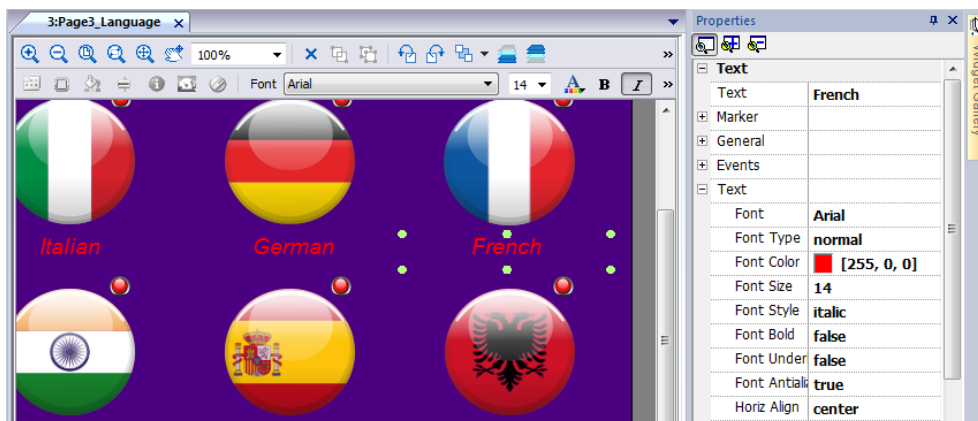 3:Page3_Language
Properties
100%
Font Arial 14 A B I
Text
Text French
Marker
General
Events
Text
Font Arial
Font Type normal
Font Color [255, 0, 0]
Font Size 14
Font Style italic
Font Bold false
Font Under false
Font Antiali true
Horiz Align center
Italian German French
Widget Gallery